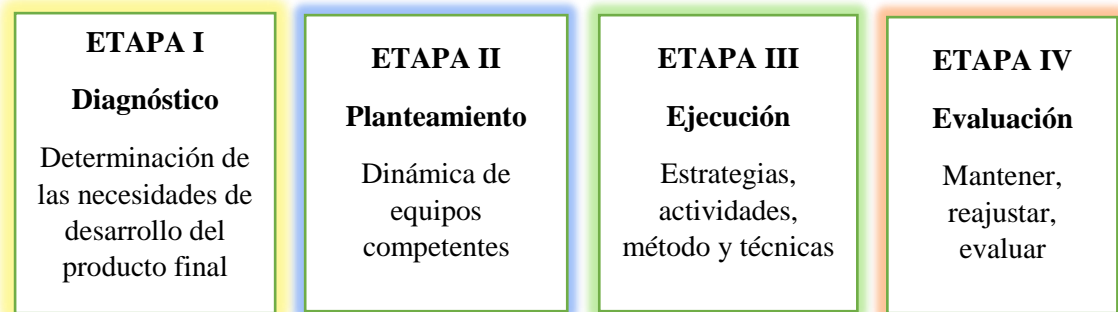 ETAPA I
Diagnóstico
Determinación de
las necesidades de
desarrollo del
producto final
ETAPA II
Planteamiento
Dinámica de
equipos
competentes
ETAPA III
Ejecución
Estrategias,
actividades,
método y técnicas
ETAPA IV
Evaluación
Mantener,
reajustar,
evaluar